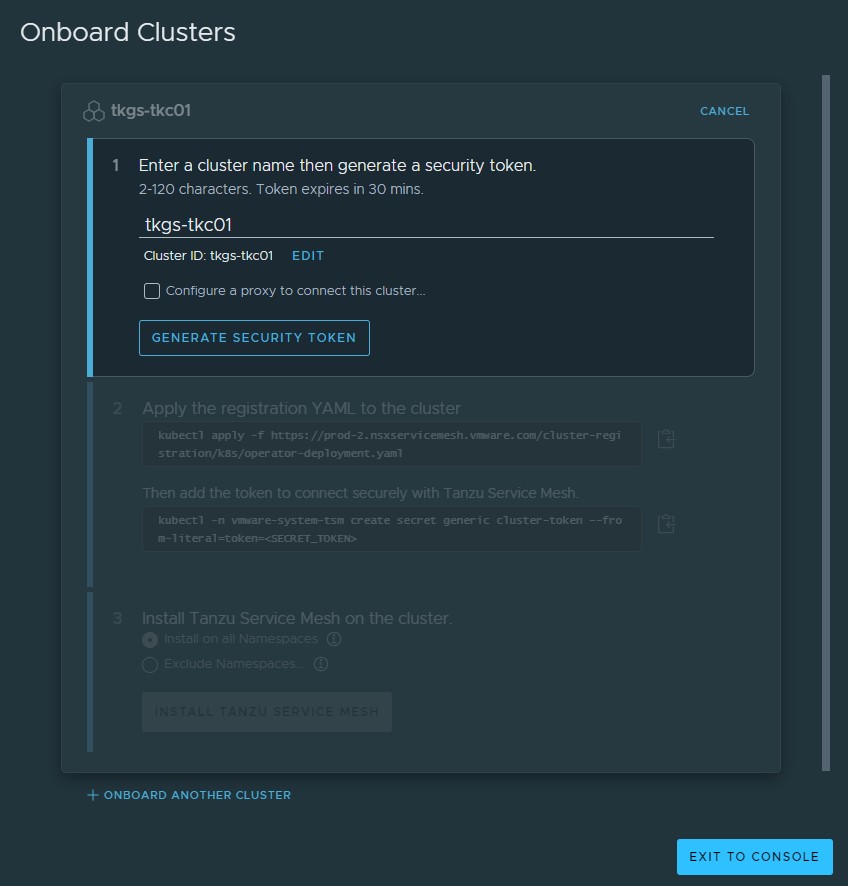 Onboard Clusters
tkgs-tkc01
CANCEL
1 Enter a cluster name then generate a security token.
2-120 characters. Token expires in 30 mins.
tkgs-tkc01
Cluster ID: tkgs-tkc01 EDIT
Configure a proxy to connect this cluster...
GENERATE SECURITY TOKEN
2 Apply the registration YAML to the cluster
kubectl apply -f https://prod-2.nsxservicemesh.vmware.com/cluster-regi
stration/k8s/operator-deployment.yaml
Then add the token to connect securely with Tanzu Service Mesh.
kubectl -n vmware-system-tsm create secret generic cluster-token --fro
m-literal=token=<SECRET_TOKEN>
3 Install Tanzu Service Mesh on the cluster.
Install on all Namespaces
Exclude Namespaces...
INSTALL TANZU SERVICE MESH
ONBOARD ANOTHER CLUSTER
EXIT TO CONSOLE